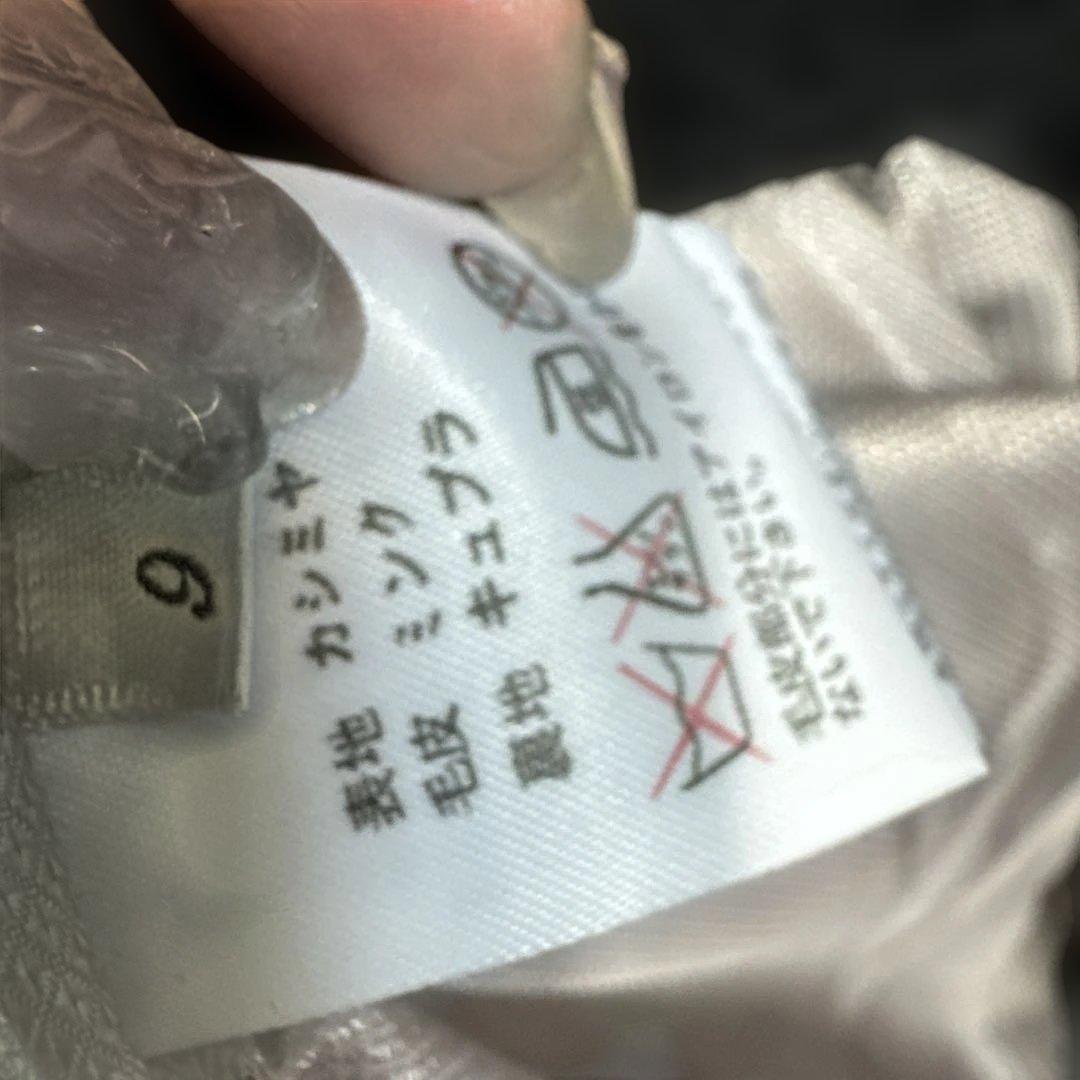 9
表地 カシミヤ
毛皮 ミンク
裏地 キュプラ
毛皮部分にはアイロンをか
ないで下さい。